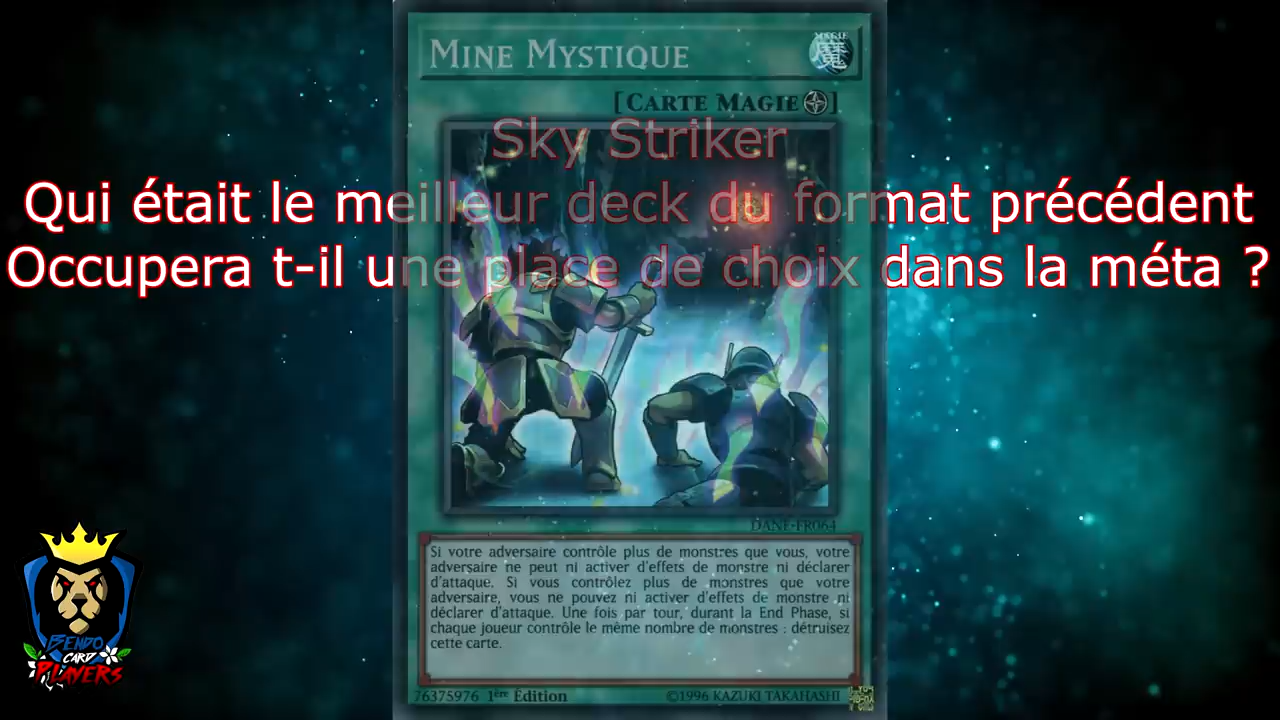 MINE MYSTIQUE
MAGIE
魔
[CARTE MAGIE]
Sky Striker
Qui était le meilleur deck du format précédent
Occupera t-il une place de choix dans la méta ?
DANE-FR064
Si votre adversaire contrôle plus de monstres que vous, votre
adversaire ne peut ni activer d'effets de monstre ni déclarer
d'attaque. Si vous contrôlez plus de monstres que votre
adversaire, vous ne pouvez ni activer d'effets de monstre ni
déclarer d'attaque. Une fois par tour, durant la End Phase, si
chaque joueur contrôle le même nombre de monstres : détruisez
cette carte.
76375976 1ère Édition
©1996 KAZUKI TAKAHASHI
BENDO
CARD
PLAYERS